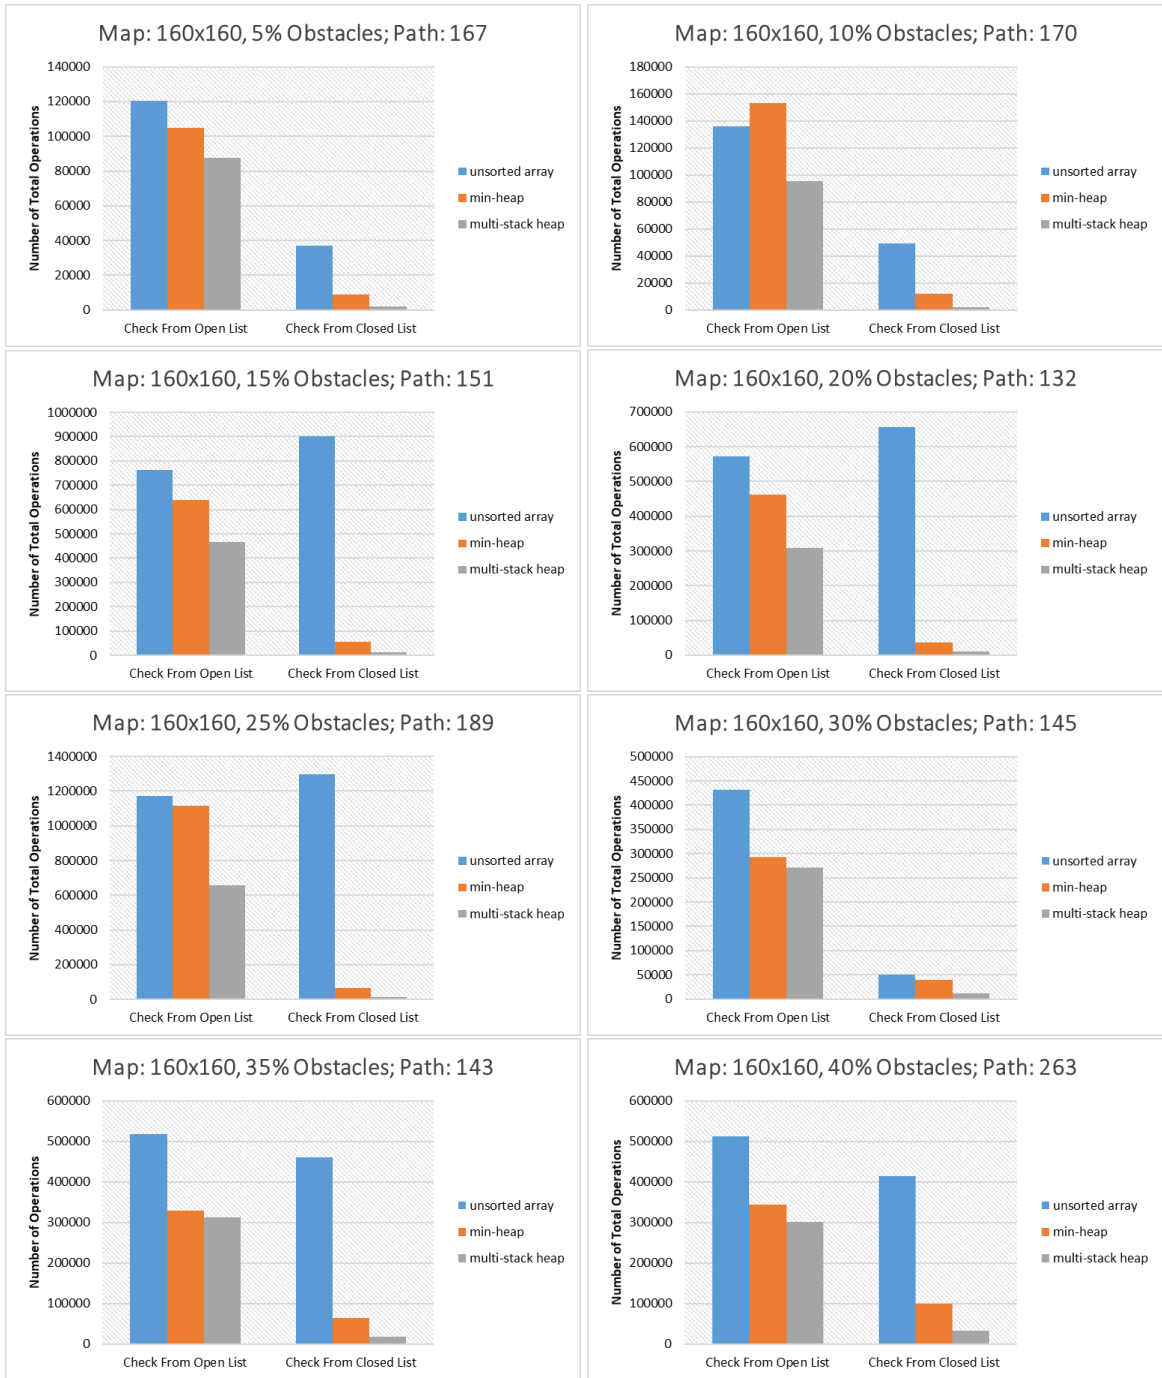 Map: 160x160, 5% Obstacles; Path: 167
Number of Total Operations
140000
120000
100000
80000
60000
40000
20000
0
Check From Open List
Check From Closed List
unsorted array
min-heap
multi-stack heap
Map: 160x160, 10% Obstacles; Path: 170
Number of Total Operations
180000
160000
140000
120000
100000
80000
60000
40000
20000
0
Check From Open List
Check From Closed List
unsorted array
min-heap
multi-stack heap
Map: 160x160, 15% Obstacles; Path: 151
Number of Total Operations
1000000
900000
800000
700000
600000
500000
400000
300000
200000
100000
0
Check From Open List
Check From Closed List
unsorted array
min-heap
multi-stack heap
Map: 160x160, 20% Obstacles; Path: 132
Number of Total Operations
700000
600000
500000
400000
300000
200000
100000
0
Check From Open List
Check From Closed List
unsorted array
min-heap
multi-stack heap
Map: 160x160, 25% Obstacles; Path: 189
Number of Total Operations
1400000
1200000
1000000
800000
600000
400000
200000
0
Check From Open List
Check From Closed List
unsorted array
min-heap
multi-stack heap
Map: 160x160, 30% Obstacles; Path: 145
Number of Total Operations
500000
450000
400000
350000
300000
250000
200000
150000
100000
50000
0
Check From Open List
Check From Closed List
unsorted array
min-heap
multi-stack heap
Map: 160x160, 35% Obstacles; Path: 143
Number of Operations
600000
500000
400000
300000
200000
100000
0
Check From Open List
Check From Closed List
unsorted array
min-heap
multi-stack heap
Map: 160x160, 40% Obstacles; Path: 263
Number of Total Operations
600000
500000
400000
300000
200000
100000
0
Check From Open List
Check From Closed List
unsorted array
min-heap
multi-stack heap